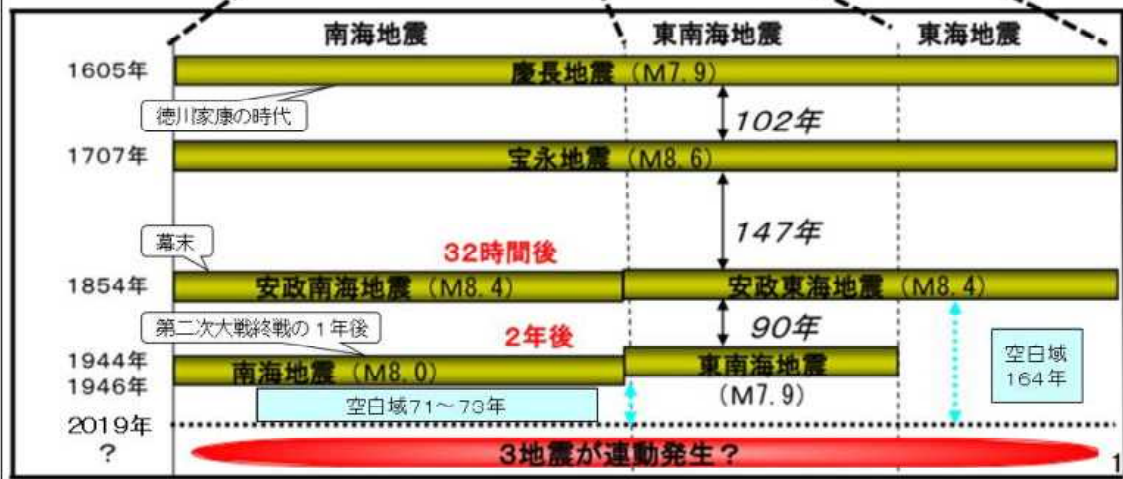 南海地震 東南海地震 東海地震
1605年 慶長地震（M7.9）
徳川家康の時代
102年
1707年 宝永地震（M8.6）
147年
幕末
32時間後
1854年 安政南海地震（M8.4） 安政東海地震（M8.4）
第二次大戦終戦の１年後
2年後
90年
1944年 東南海地震
1946年 南海地震（M8.0） （M7.9）
空白域
164年
空白域71～73年
2019年
？ 3地震が連動発生？
1